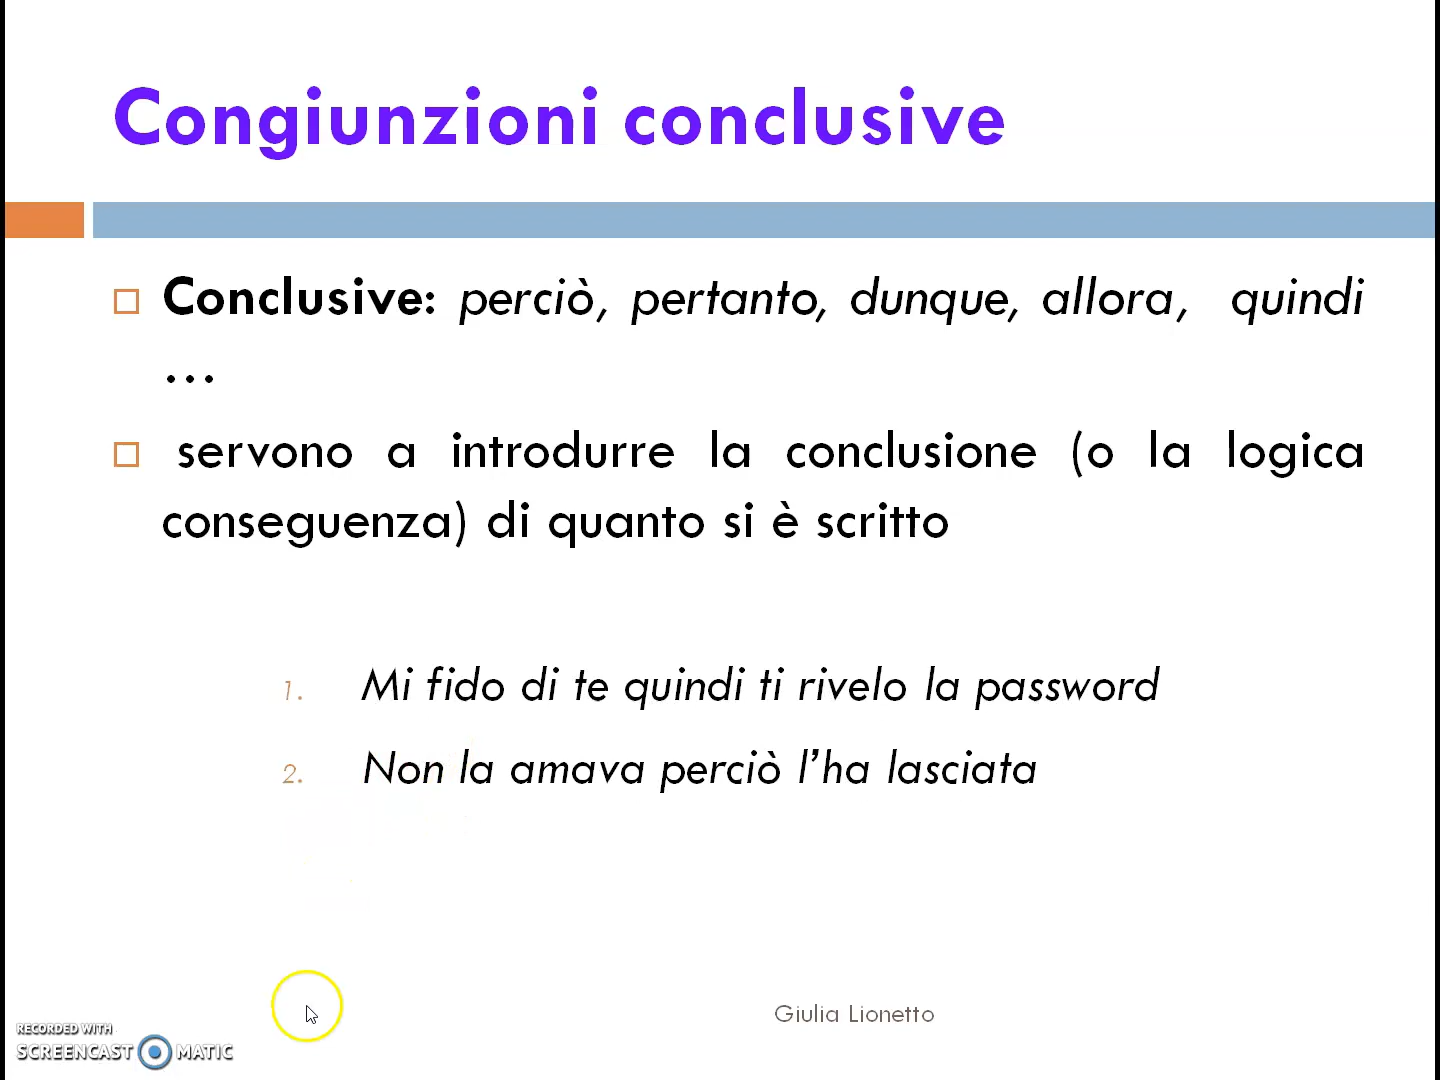 Congiunzioni conclusive
Conclusive: perciò, pertanto, dunque, allora, quindi
...
servono a introdurre la conclusione (o la logica
conseguenza) di quanto si è scritto
1. Mi fido di te quindi ti rivelo la password
2. Non la amava perciò l’ha lasciata
Giulia Lionetto
RECORDED WITH
SCREENCAST MATIC